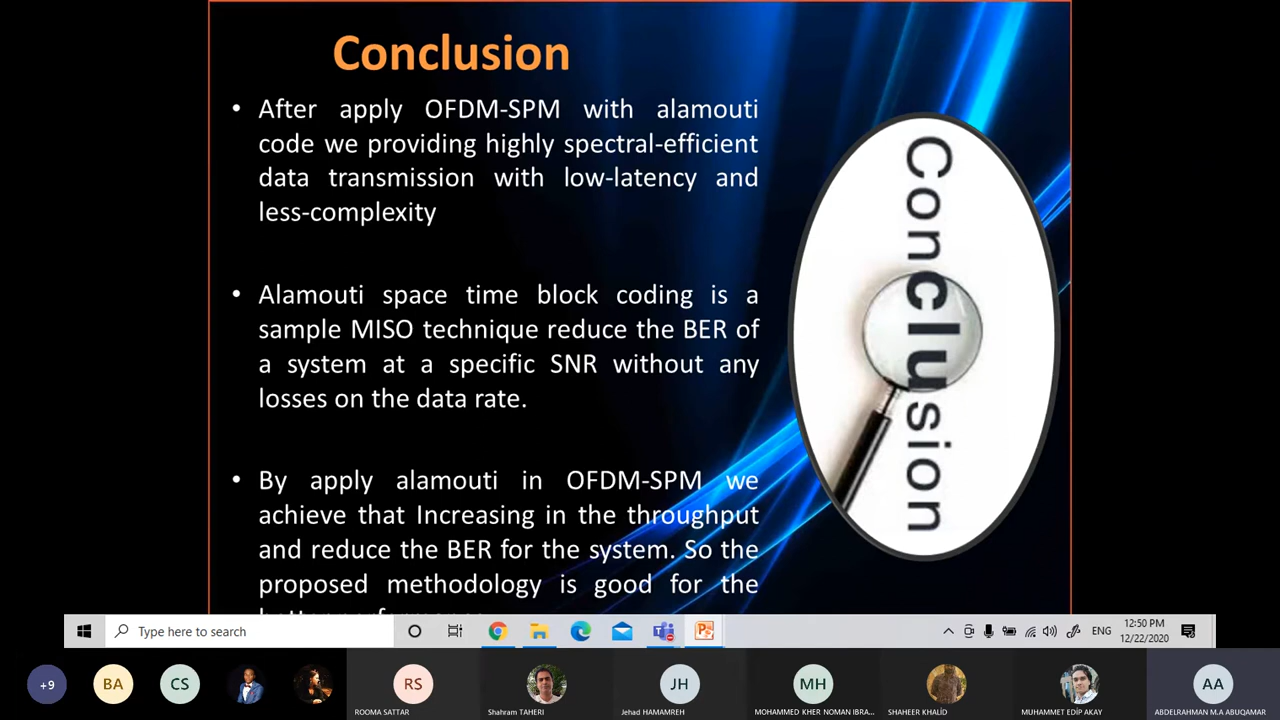 Conclusion
• After apply OFDM-SPM with alamouti
code we providing highly spectral-efficient
data transmission with low-latency and
less-complexity
• Alamouti space time block coding is a
sample MISO technique reduce the BER of
a system at a specific SNR without any
losses on the data rate.
• By apply alamouti in OFDM-SPM we
achieve that Increasing in the throughput
and reduce the BER for the system. So the
proposed methodology is good for the
Conclusion
Type here to search
ENG
12:50 PM
12/22/2020
+9
BA
CS
RS
JH
MH
AA
ROOMA SATTAR
Shahram TAHERI
Jehad HAMAMREH
MOHAMMED KHER NOMAN IBRA...
SHAHEER KHALİD
MUHAMMET EDİP AKAY
ABDELRAHMAN M.A ABUQAMAR